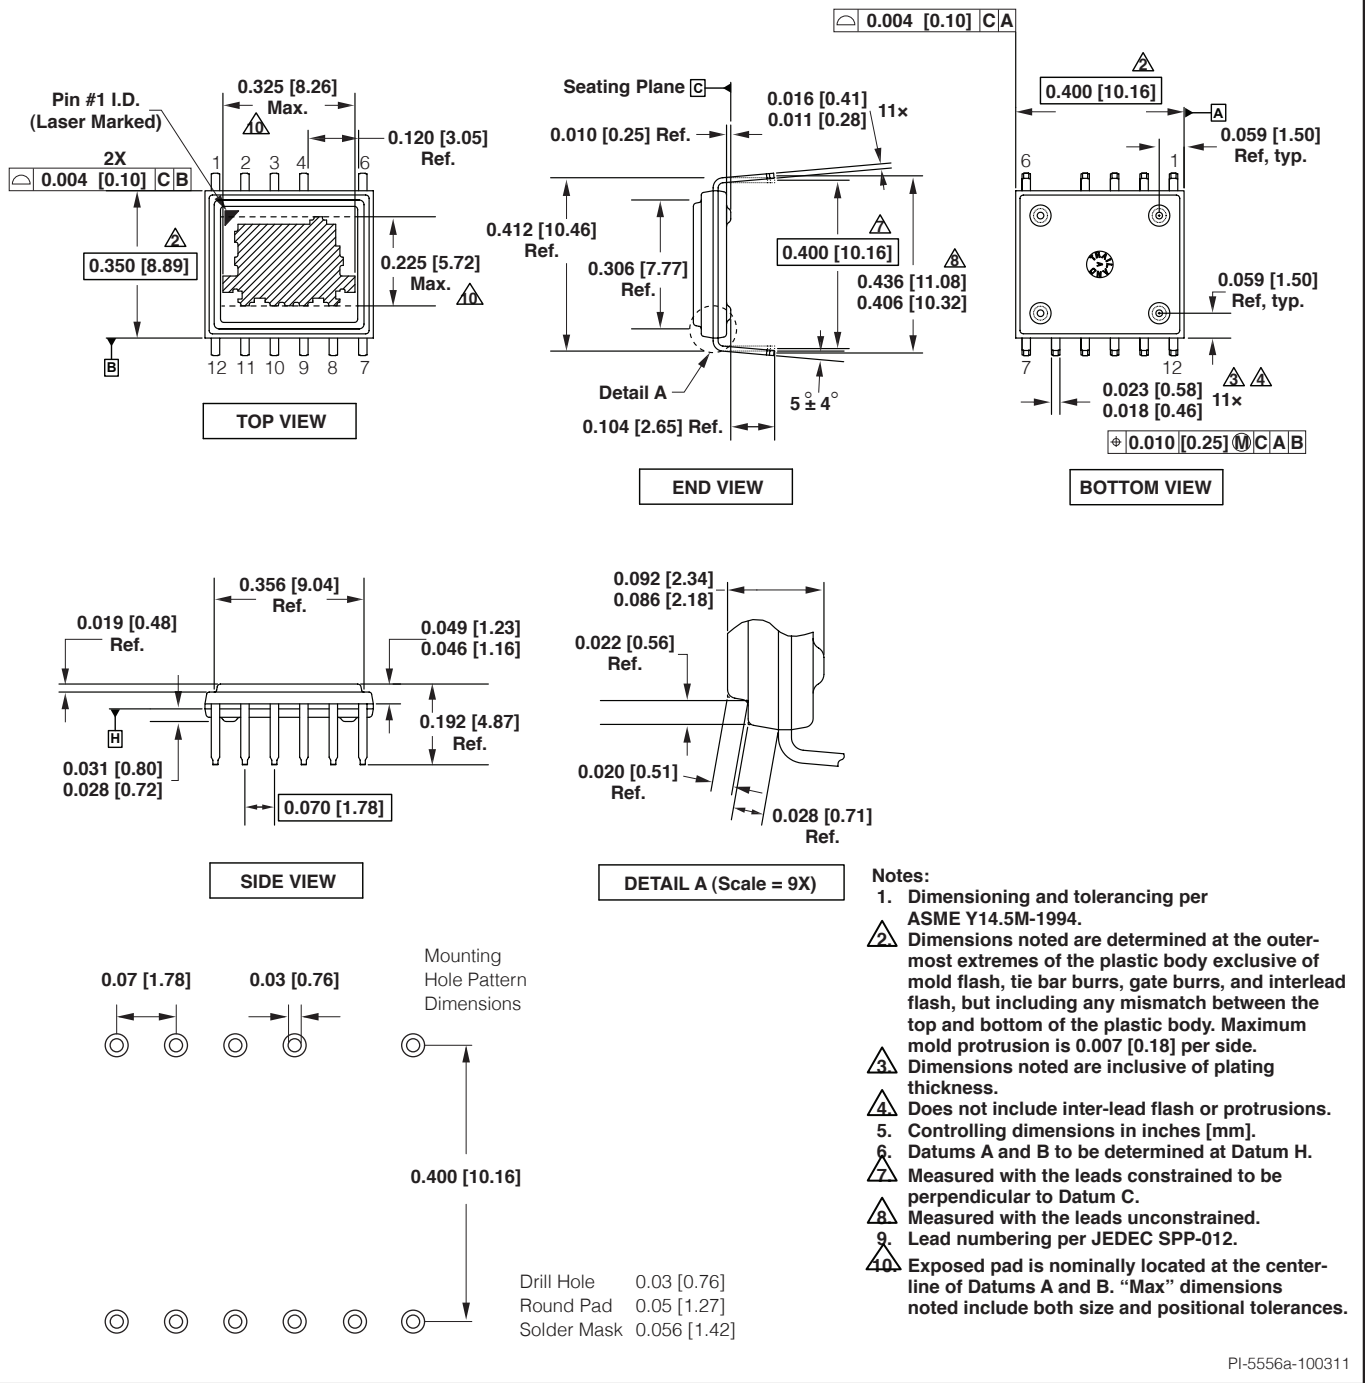 ⌓ 0.004 [0.10] C A
Pin #1 I.D.
(Laser Marked)
0.325 [8.26]
Max.
10
0.120 [3.05]
Ref.
2X
⌓ 0.004 [0.10] C B
1 2 3 4 6
2
0.350 [8.89]
0.225 [5.72]
Max.
10
B
12 11 10 9 8 7
TOP VIEW
Seating Plane C
0.010 [0.25] Ref.
0.016 [0.41]
0.011 [0.28]
11×
0.412 [10.46]
Ref.
0.306 [7.77]
Ref.
7
0.400 [10.16]
8
0.436 [11.08]
0.406 [10.32]
Detail A
5 ± 4°
0.104 [2.65] Ref.
END VIEW
2
0.400 [10.16]
A
0.059 [1.50]
Ref, typ.
6 1
0.059 [1.50]
Ref, typ.
7 12
0.023 [0.58]
0.018 [0.46]
11×
3 4
⌖ 0.010 [0.25] Ⓜ C A B
BOTTOM VIEW
0.356 [9.04]
Ref.
0.019 [0.48]
Ref.
0.049 [1.23]
0.046 [1.16]
0.192 [4.87]
Ref.
H
0.031 [0.80]
0.028 [0.72]
0.070 [1.78]
SIDE VIEW
0.092 [2.34]
0.086 [2.18]
0.022 [0.56]
Ref.
0.020 [0.51]
Ref.
0.028 [0.71]
Ref.
DETAIL A (Scale = 9X)
Notes:
1. Dimensioning and tolerancing per
ASME Y14.5M-1994.
2. Dimensions noted are determined at the outer-
most extremes of the plastic body exclusive of
mold flash, tie bar burrs, gate burrs, and interlead
flash, but including any mismatch between the
top and bottom of the plastic body. Maximum
mold protrusion is 0.007 [0.18] per side.
3. Dimensions noted are inclusive of plating
thickness.
4. Does not include inter-lead flash or protrusions.
5. Controlling dimensions in inches [mm].
6. Datums A and B to be determined at Datum H.
7. Measured with the leads constrained to be
perpendicular to Datum C.
8. Measured with the leads unconstrained.
9. Lead numbering per JEDEC SPP-012.
10. Exposed pad is nominally located at the center-
line of Datums A and B. “Max” dimensions
noted include both size and positional tolerances.
0.07 [1.78]
0.03 [0.76]
Mounting
Hole Pattern
Dimensions
0.400 [10.16]
Drill Hole 0.03 [0.76]
Round Pad 0.05 [1.27]
Solder Mask 0.056 [1.42]
PI-5556a-100311